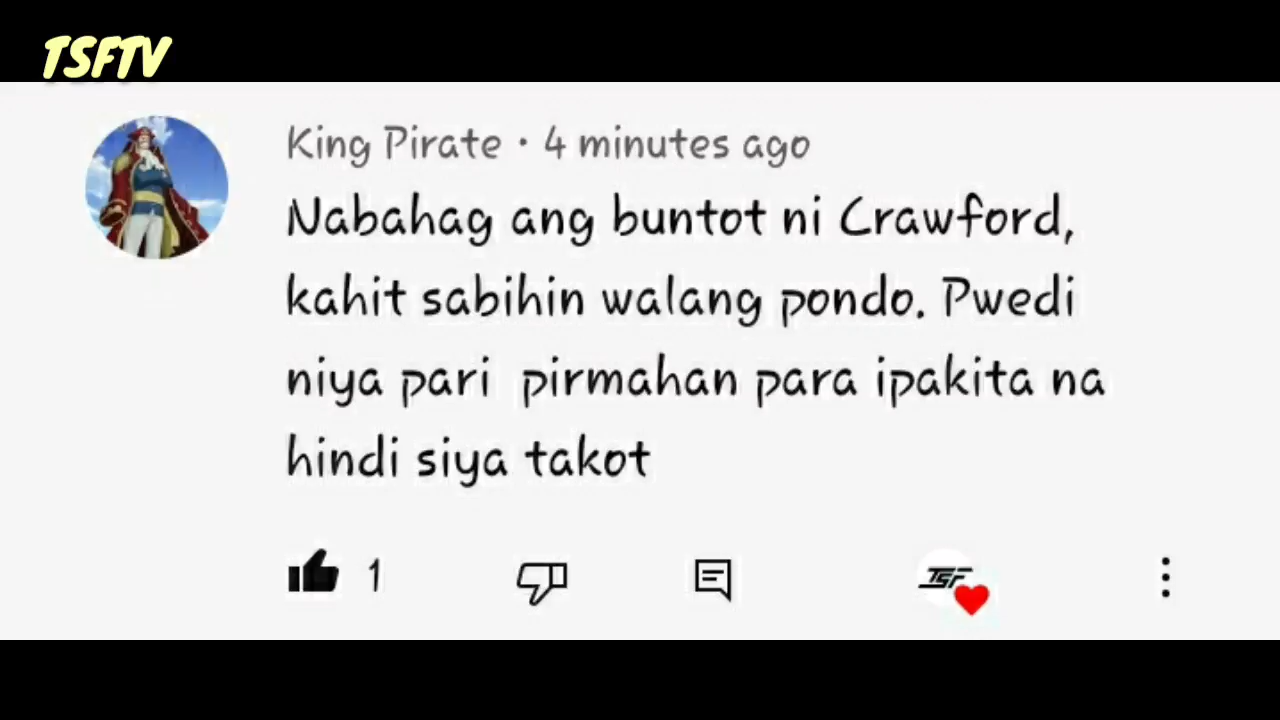 TSFTV
King Pirate · 4 minutes ago
Nabahag ang buntot ni Crawford,
kahit sabihin walang pondo. Pwedi
niya pari pirmahan para ipakita na
hindi siya takot
1
TSF